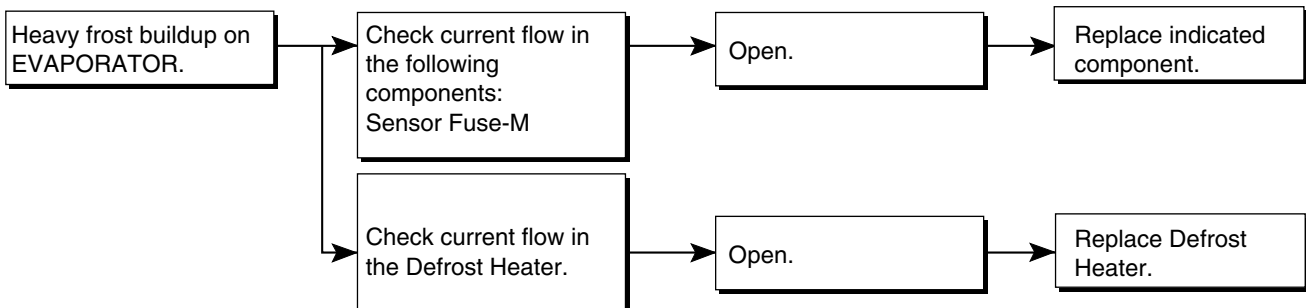 Heavy frost buildup on
EVAPORATOR.
Check current flow in
the following
components:
Sensor Fuse-M
Open.
Replace indicated
component.
Check current flow in
the Defrost Heater.
Open.
Replace Defrost
Heater.